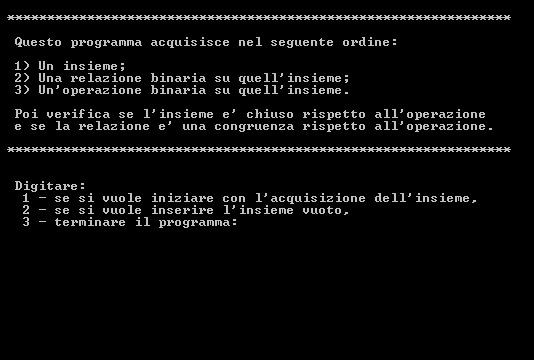 ***************************************************************
Questo programma acquisisce nel seguente ordine:
1) Un insieme;
2) Una relazione binaria su quell'insieme;
3) Un'operazione binaria su quell'insieme.
Poi verifica se l'insieme e' chiuso rispetto all'operazione
e se la relazione e' una congruenza rispetto all'operazione.
***************************************************************
Digitare:
1 - se si vuole iniziare con l'acquisizione dell'insieme,
2 - se si vuole inserire l'insieme vuoto,
3 - terminare il programma: